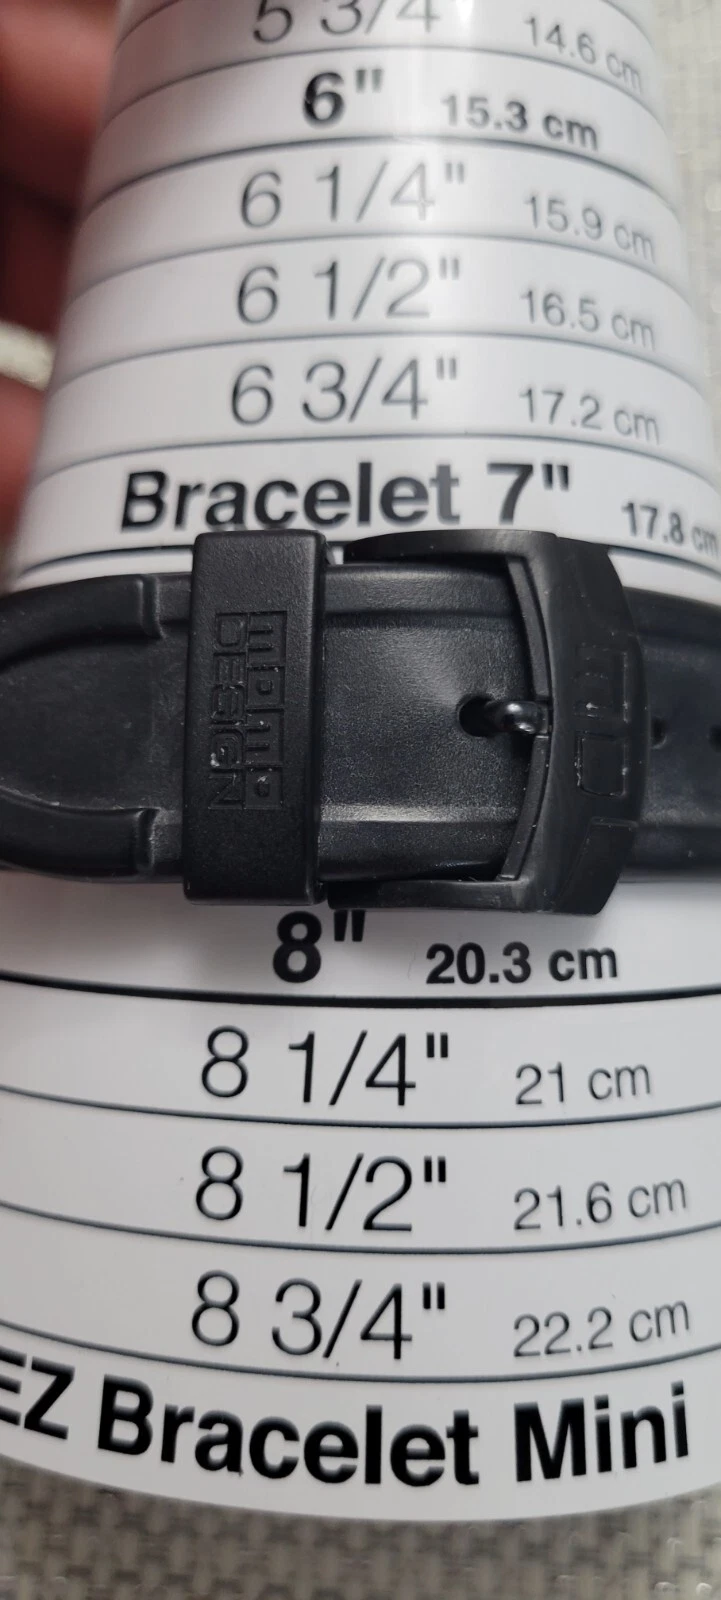 5 3/4" 14.6 cm
6" 15.3 cm
6 1/4" 15.9 cm
6 1/2" 16.5 cm
6 3/4" 17.2 cm
Bracelet 7" 17.8 cm
momo
DESIGN
8" 20.3 cm
8 1/4" 21 cm
8 1/2" 21.6 cm
8 3/4" 22.2 cm
EZ Bracelet Mini